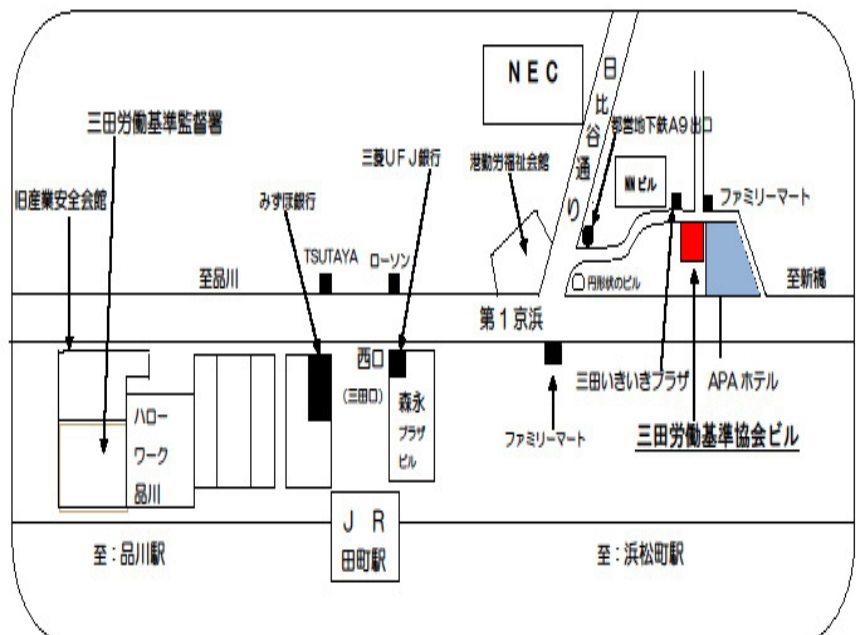 NEC
日比谷通り
三田労働基準監督署
三菱UFJ銀行
港勤労福祉会館
都営地下鉄A9出口
NNビル
ファミリーマート
旧産業安全会館
みずほ銀行
TSUTAYA
ローソン
至品川
円形状のビル
至新橋
第1京浜
西口
(三田口)
森永
プラザ
ビル
三田いきいきプラザ
APAホテル
ファミリーマート
三田労働基準協会ビル
ハロー
ワーク
品川
JR
田町駅
至:品川駅
至:浜松町駅